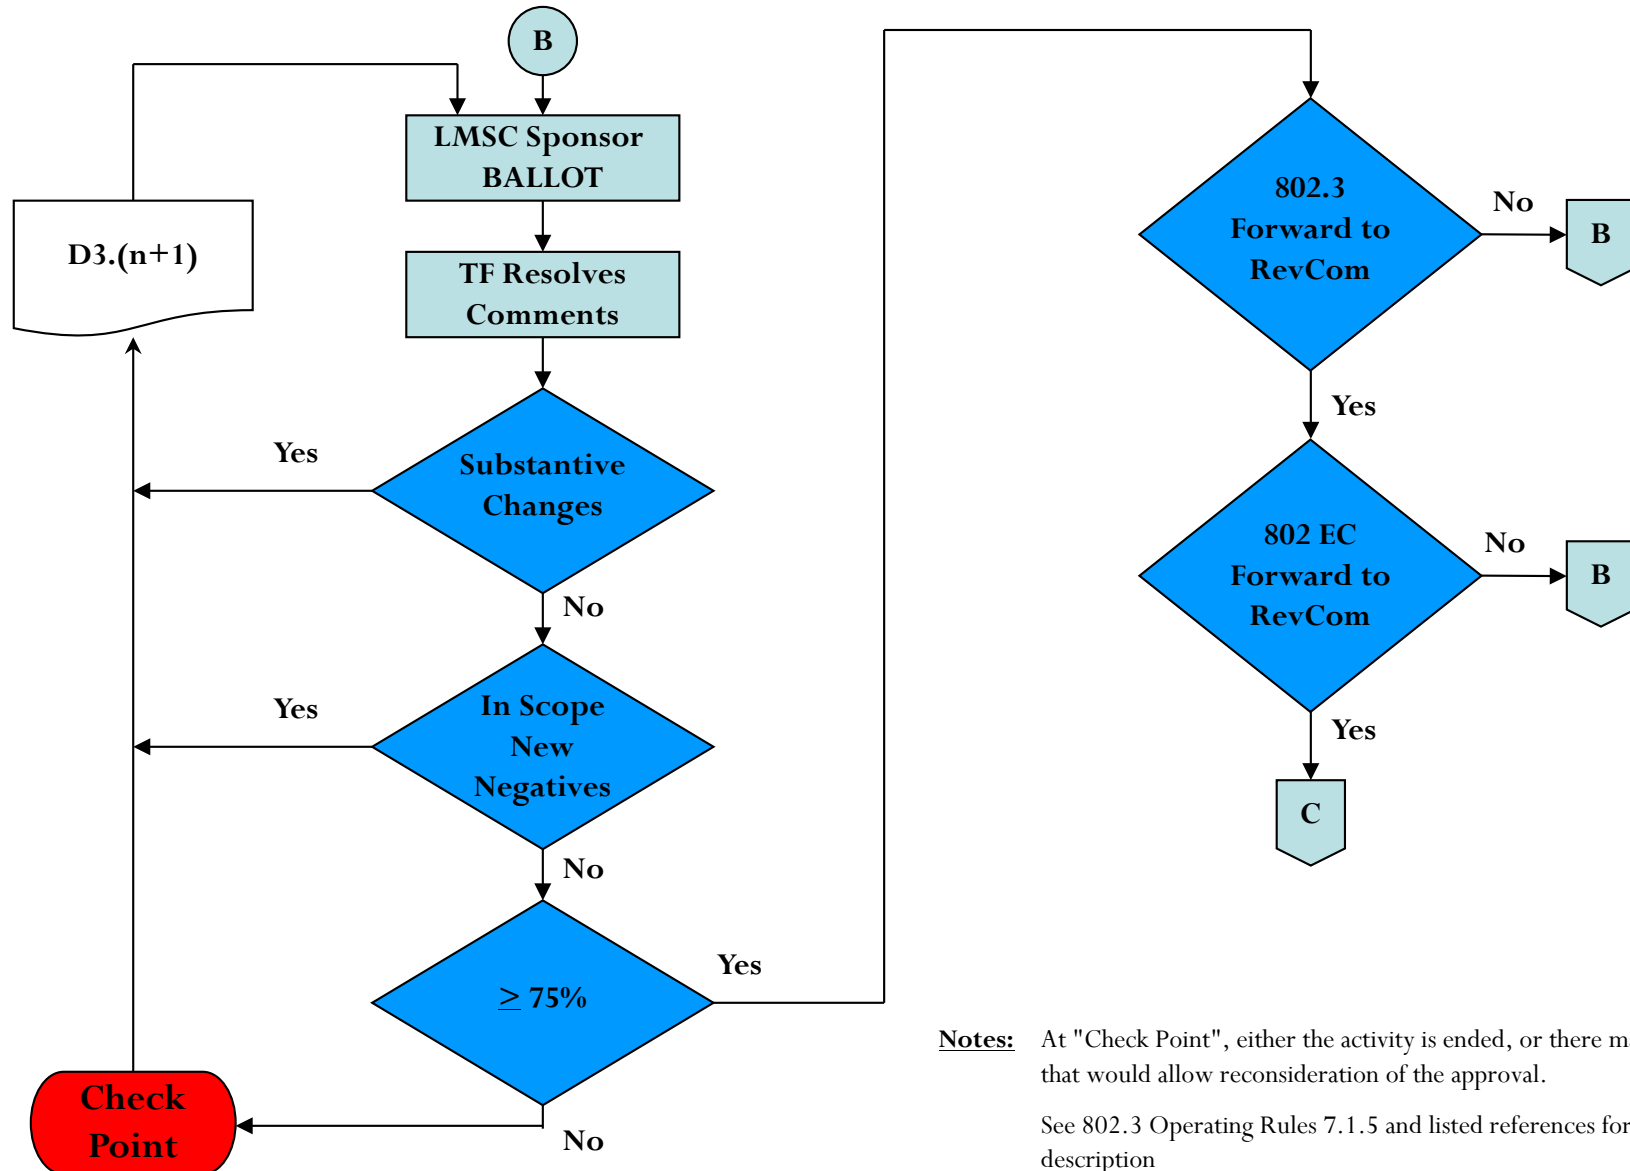 B
LMSC Sponsor
BALLOT
D3.(n+1)
TF Resolves
Comments
Yes
Substantive
Changes
No
Yes
In Scope
New
Negatives
No
≥ 75%
Yes
No
Check
Point
802.3
Forward to
RevCom
No
B
Yes
802 EC
Forward to
RevCom
No
B
Yes
C
Notes: At "Check Point", either the activity is ended, or there
that would allow reconsideration of the approval.
See 802.3 Operating Rules 7.1.5 and listed references for
description